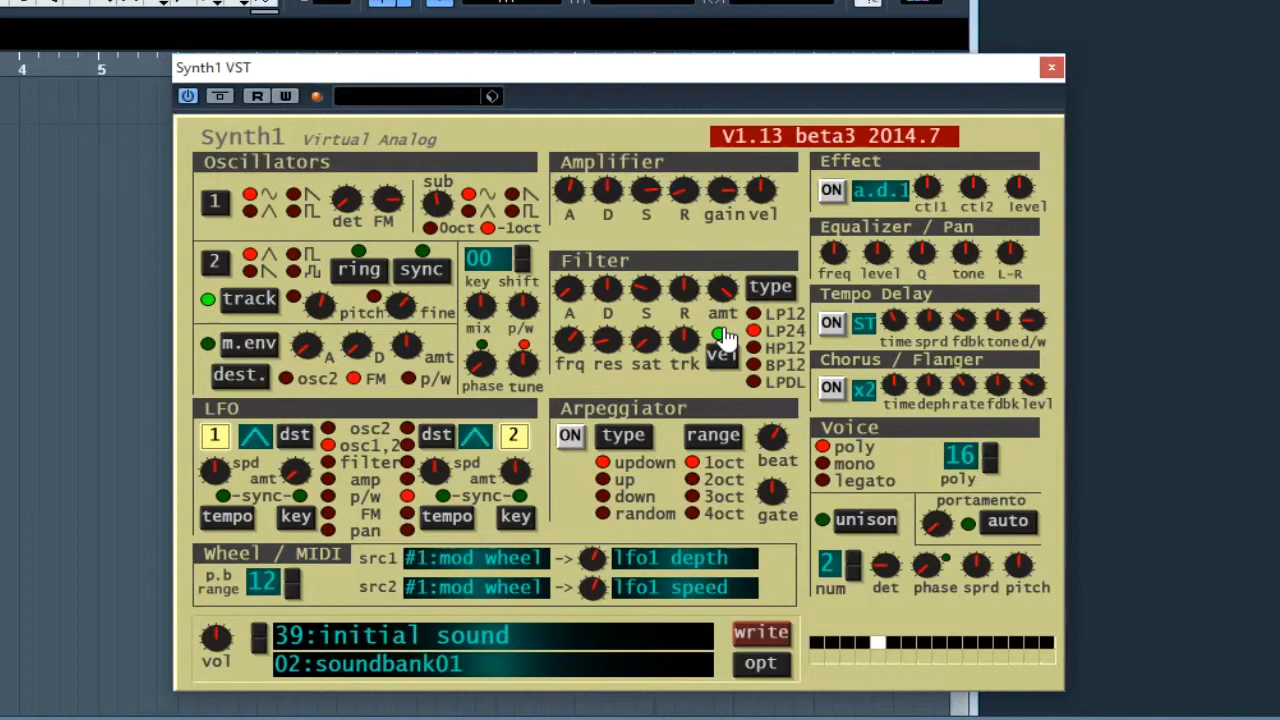 4
5
Synth1 VST
R
W
Synth1 Virtual Analog
V1.13 beta3 2014.7
Oscillators
1
det
FM
sub
0oct
-1oct
2
ring
sync
track
pitch
fine
00
key shift
mix
p/w
m.env
A
D
amt
dest.
osc2
FM
p/w
phase
tune
Amplifier
A
D
S
R
gain
vel
Filter
A
D
S
R
amt
type
LP12
LP24
HP12
BP12
LPDL
frq
res
sat
trk
vel
Effect
ON
a.d.1
ctl1
ctl2
level
Equalizer / Pan
freq
level
Q
tone
L-R
Tempo Delay
ON
ST
time
sprd
fdbk
tone
d/w
Chorus / Flanger
ON
x2
time
deph
rate
fdbk
levl
LFO
1
dst
osc2
osc1,2
filter
amp
p/w
FM
pan
dst
2
spd
amt
spd
amt
-sync-
-sync-
tempo
key
tempo
key
Arpeggiator
ON
type
range
beat
updown
up
down
random
1oct
2oct
3oct
4oct
gate
Voice
poly
mono
legato
16
poly
portamento
unison
auto
2
num
det
phase
sprd
pitch
Wheel / MIDI
p.b
range
12
src1
#1:mod wheel
->
lfo1 depth
src2
#1:mod wheel
->
lfo1 speed
vol
39:initial sound
02:soundbank01
write
opt